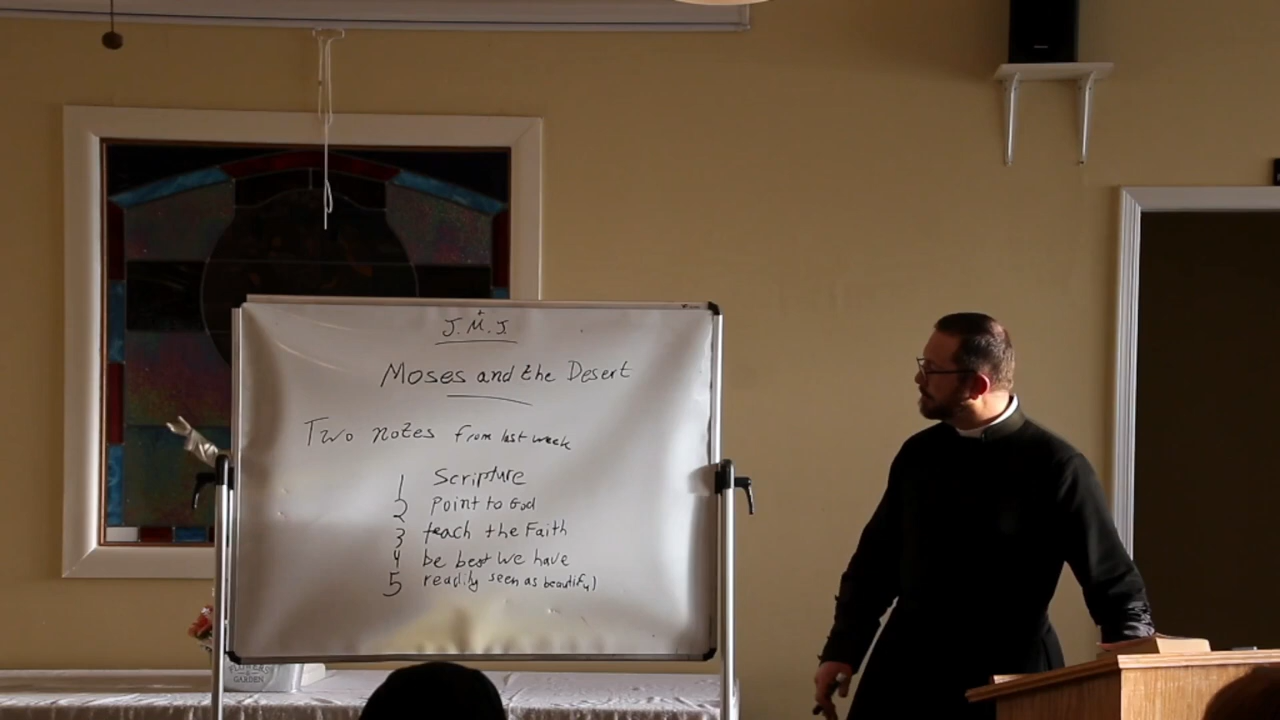 J. M. J.
Moses and the Desert
Two notes from last week
1 Scripture
2 Point to God
3 teach the Faith
4 be best we have
5 readily seen as beautiful
GARDEN